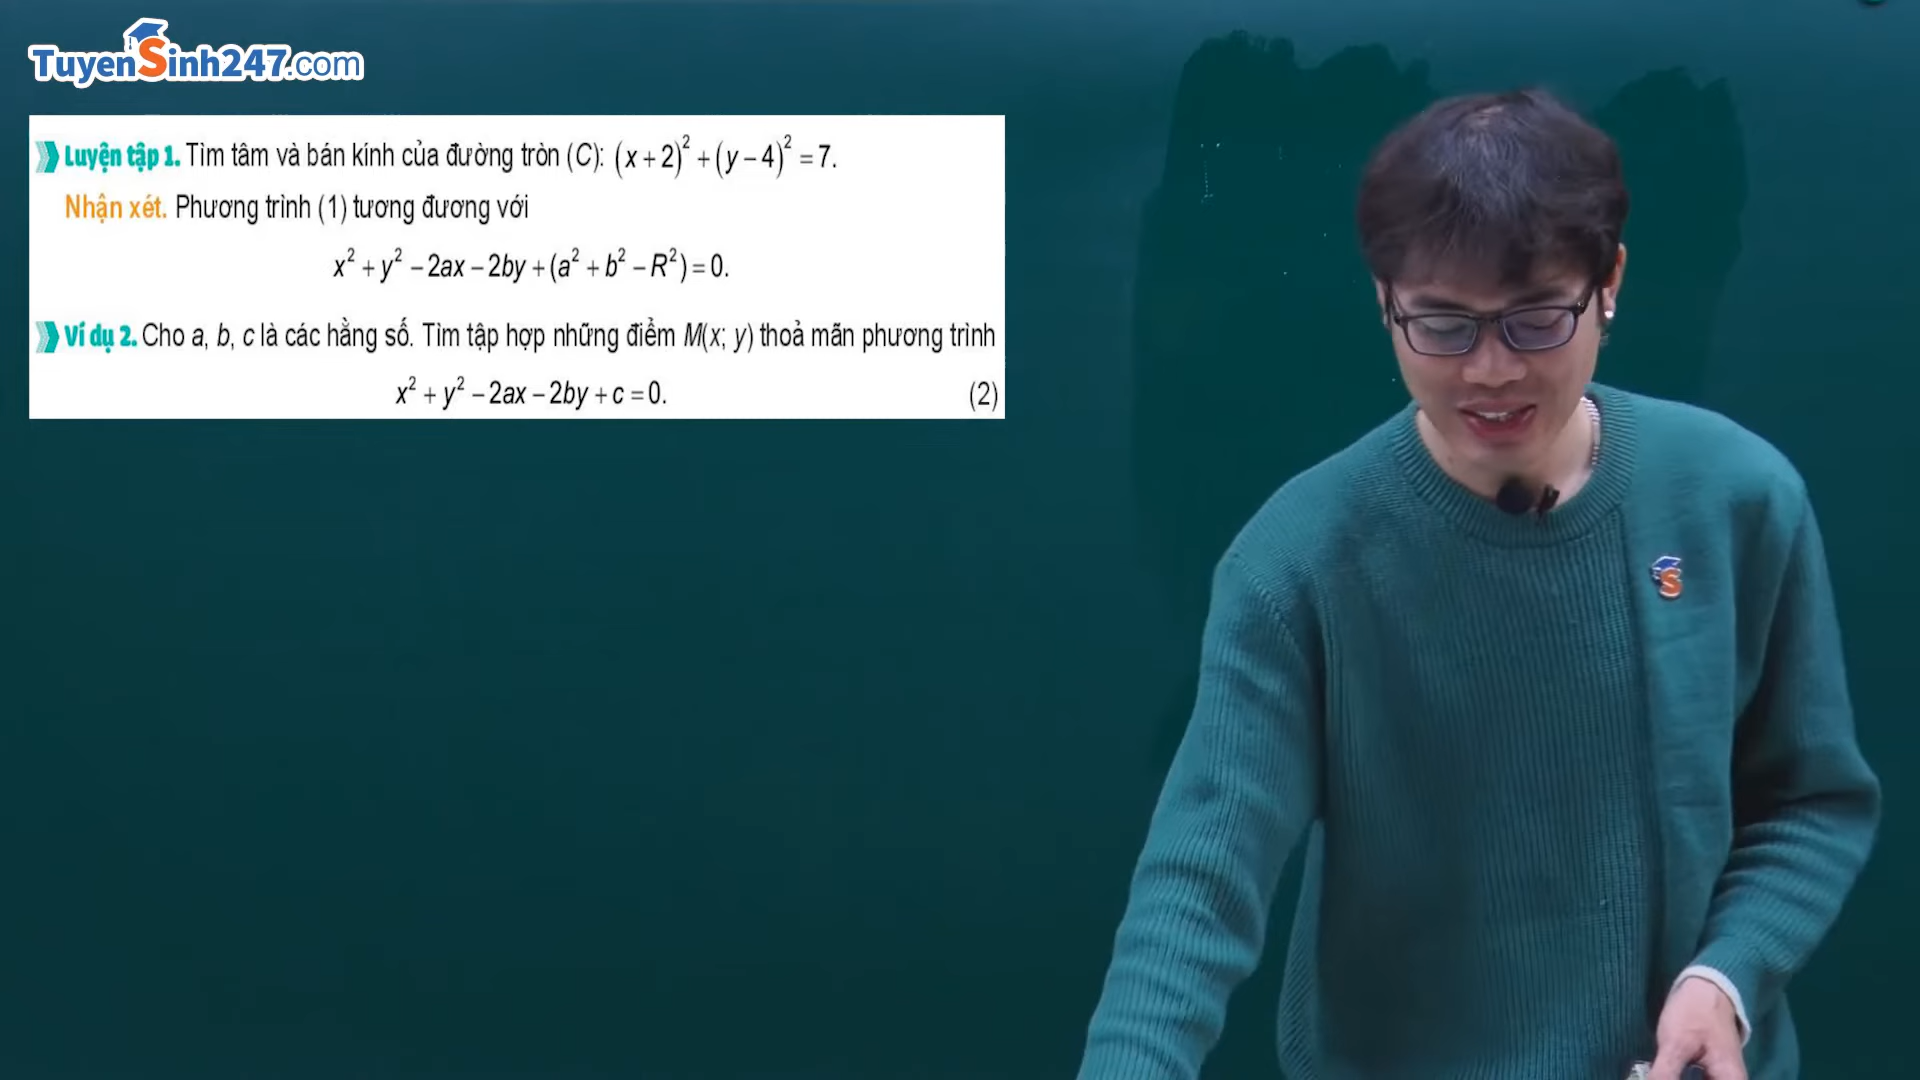 TuyenSinh247.com
Luyện tập 1. Tìm tâm và bán kính của đường tròn (C): (x + 2)² + (y − 4)² = 7.
Nhận xét. Phương trình (1) tương đương với
x² + y² − 2ax − 2by + (a² + b² − R²) = 0.
Ví dụ 2. Cho a, b, c là các hằng số. Tìm tập hợp những điểm M(x; y) thoả mãn phương trình
x² + y² − 2ax − 2by + c = 0. (2)
S